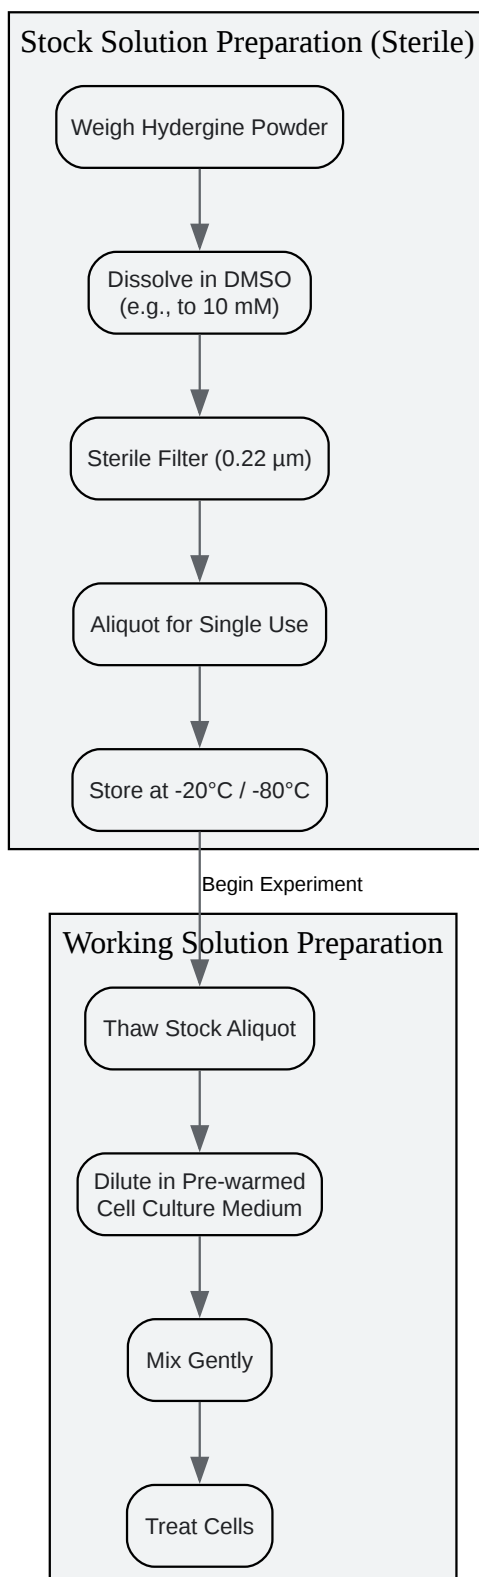 Stock Solution Preparation (Sterile)
Weigh Hydergine Powder
Dissolve in DMSO
(e.g., to 10 mM)
Sterile Filter (0.22 µm)
Aliquot for Single Use
Store at -20°C / -80°C
Begin Experiment
Working Solution Preparation
Thaw Stock Aliquot
Dilute in Pre-warmed
Cell Culture Medium
Mix Gently
Treat Cells